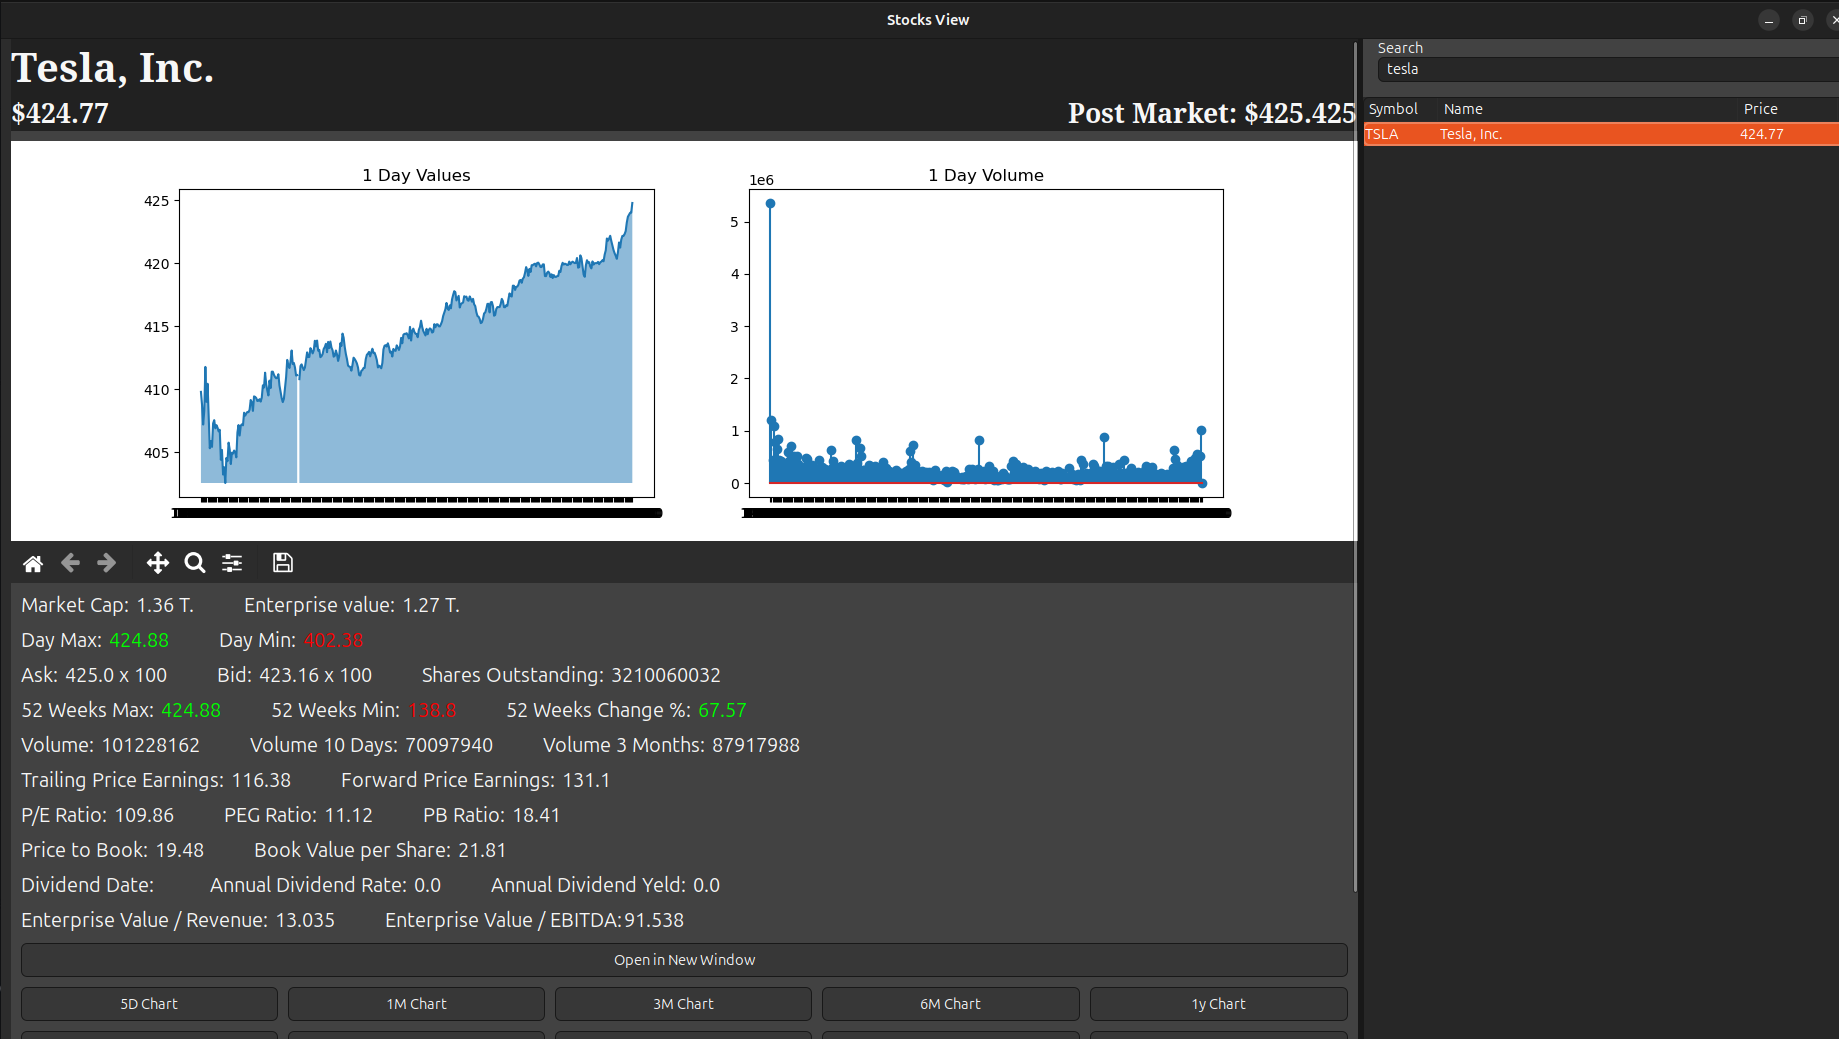 Stocks View
Tesla, Inc.
$424.77
Post Market: $425.425
1 Day Values
425
420
415
410
405
1 Day Volume
1e6
5
4
3
2
1
0
Market Cap: 1.36 T. Enterprise value: 1.27 T.
Day Max: 424.88 Day Min: 402.38
Ask: 425.0 x 100 Bid: 423.16 x 100 Shares Outstanding: 3210060032
52 Weeks Max: 424.88 52 Weeks Min: 138.8 52 Weeks Change %: 67.57
Volume: 101228162 Volume 10 Days: 70097940 Volume 3 Months: 87917988
Trailing Price Earnings: 116.38 Forward Price Earnings: 131.1
P/E Ratio: 109.86 PEG Ratio: 11.12 PB Ratio: 18.41
Price to Book: 19.48 Book Value per Share: 21.81
Dividend Date: Annual Dividend Rate: 0.0 Annual Dividend Yeld: 0.0
Enterprise Value / Revenue: 13.035 Enterprise Value / EBITDA: 91.538
Open in New Window
5D Chart 1M Chart 3M Chart 6M Chart 1y Chart
Search
tesla
Symbol Name Price
TSLA Tesla, Inc. 424.77